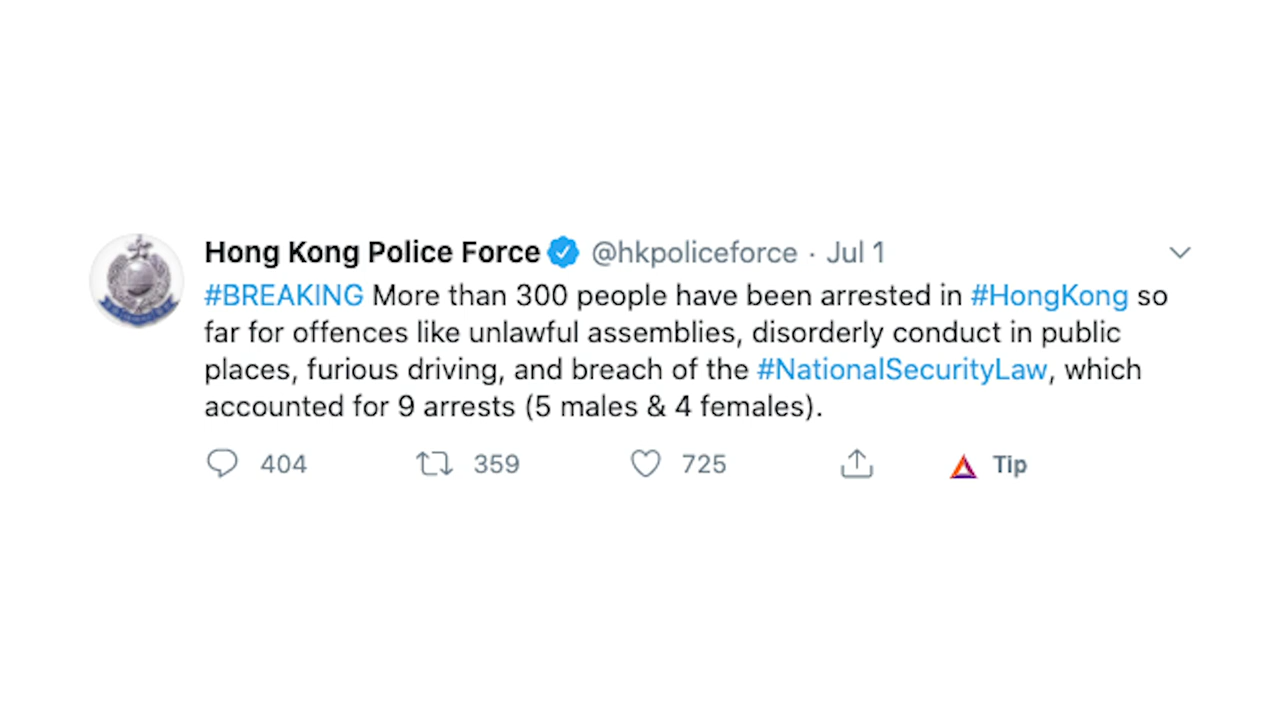 Hong Kong Police Force @hkpoliceforce · Jul 1
#BREAKING More than 300 people have been arrested in #HongKong so
far for offences like unlawful assemblies, disorderly conduct in public
places, furious driving, and breach of the #NationalSecurityLaw, which
accounted for 9 arrests (5 males & 4 females).
404 359 725 Tip